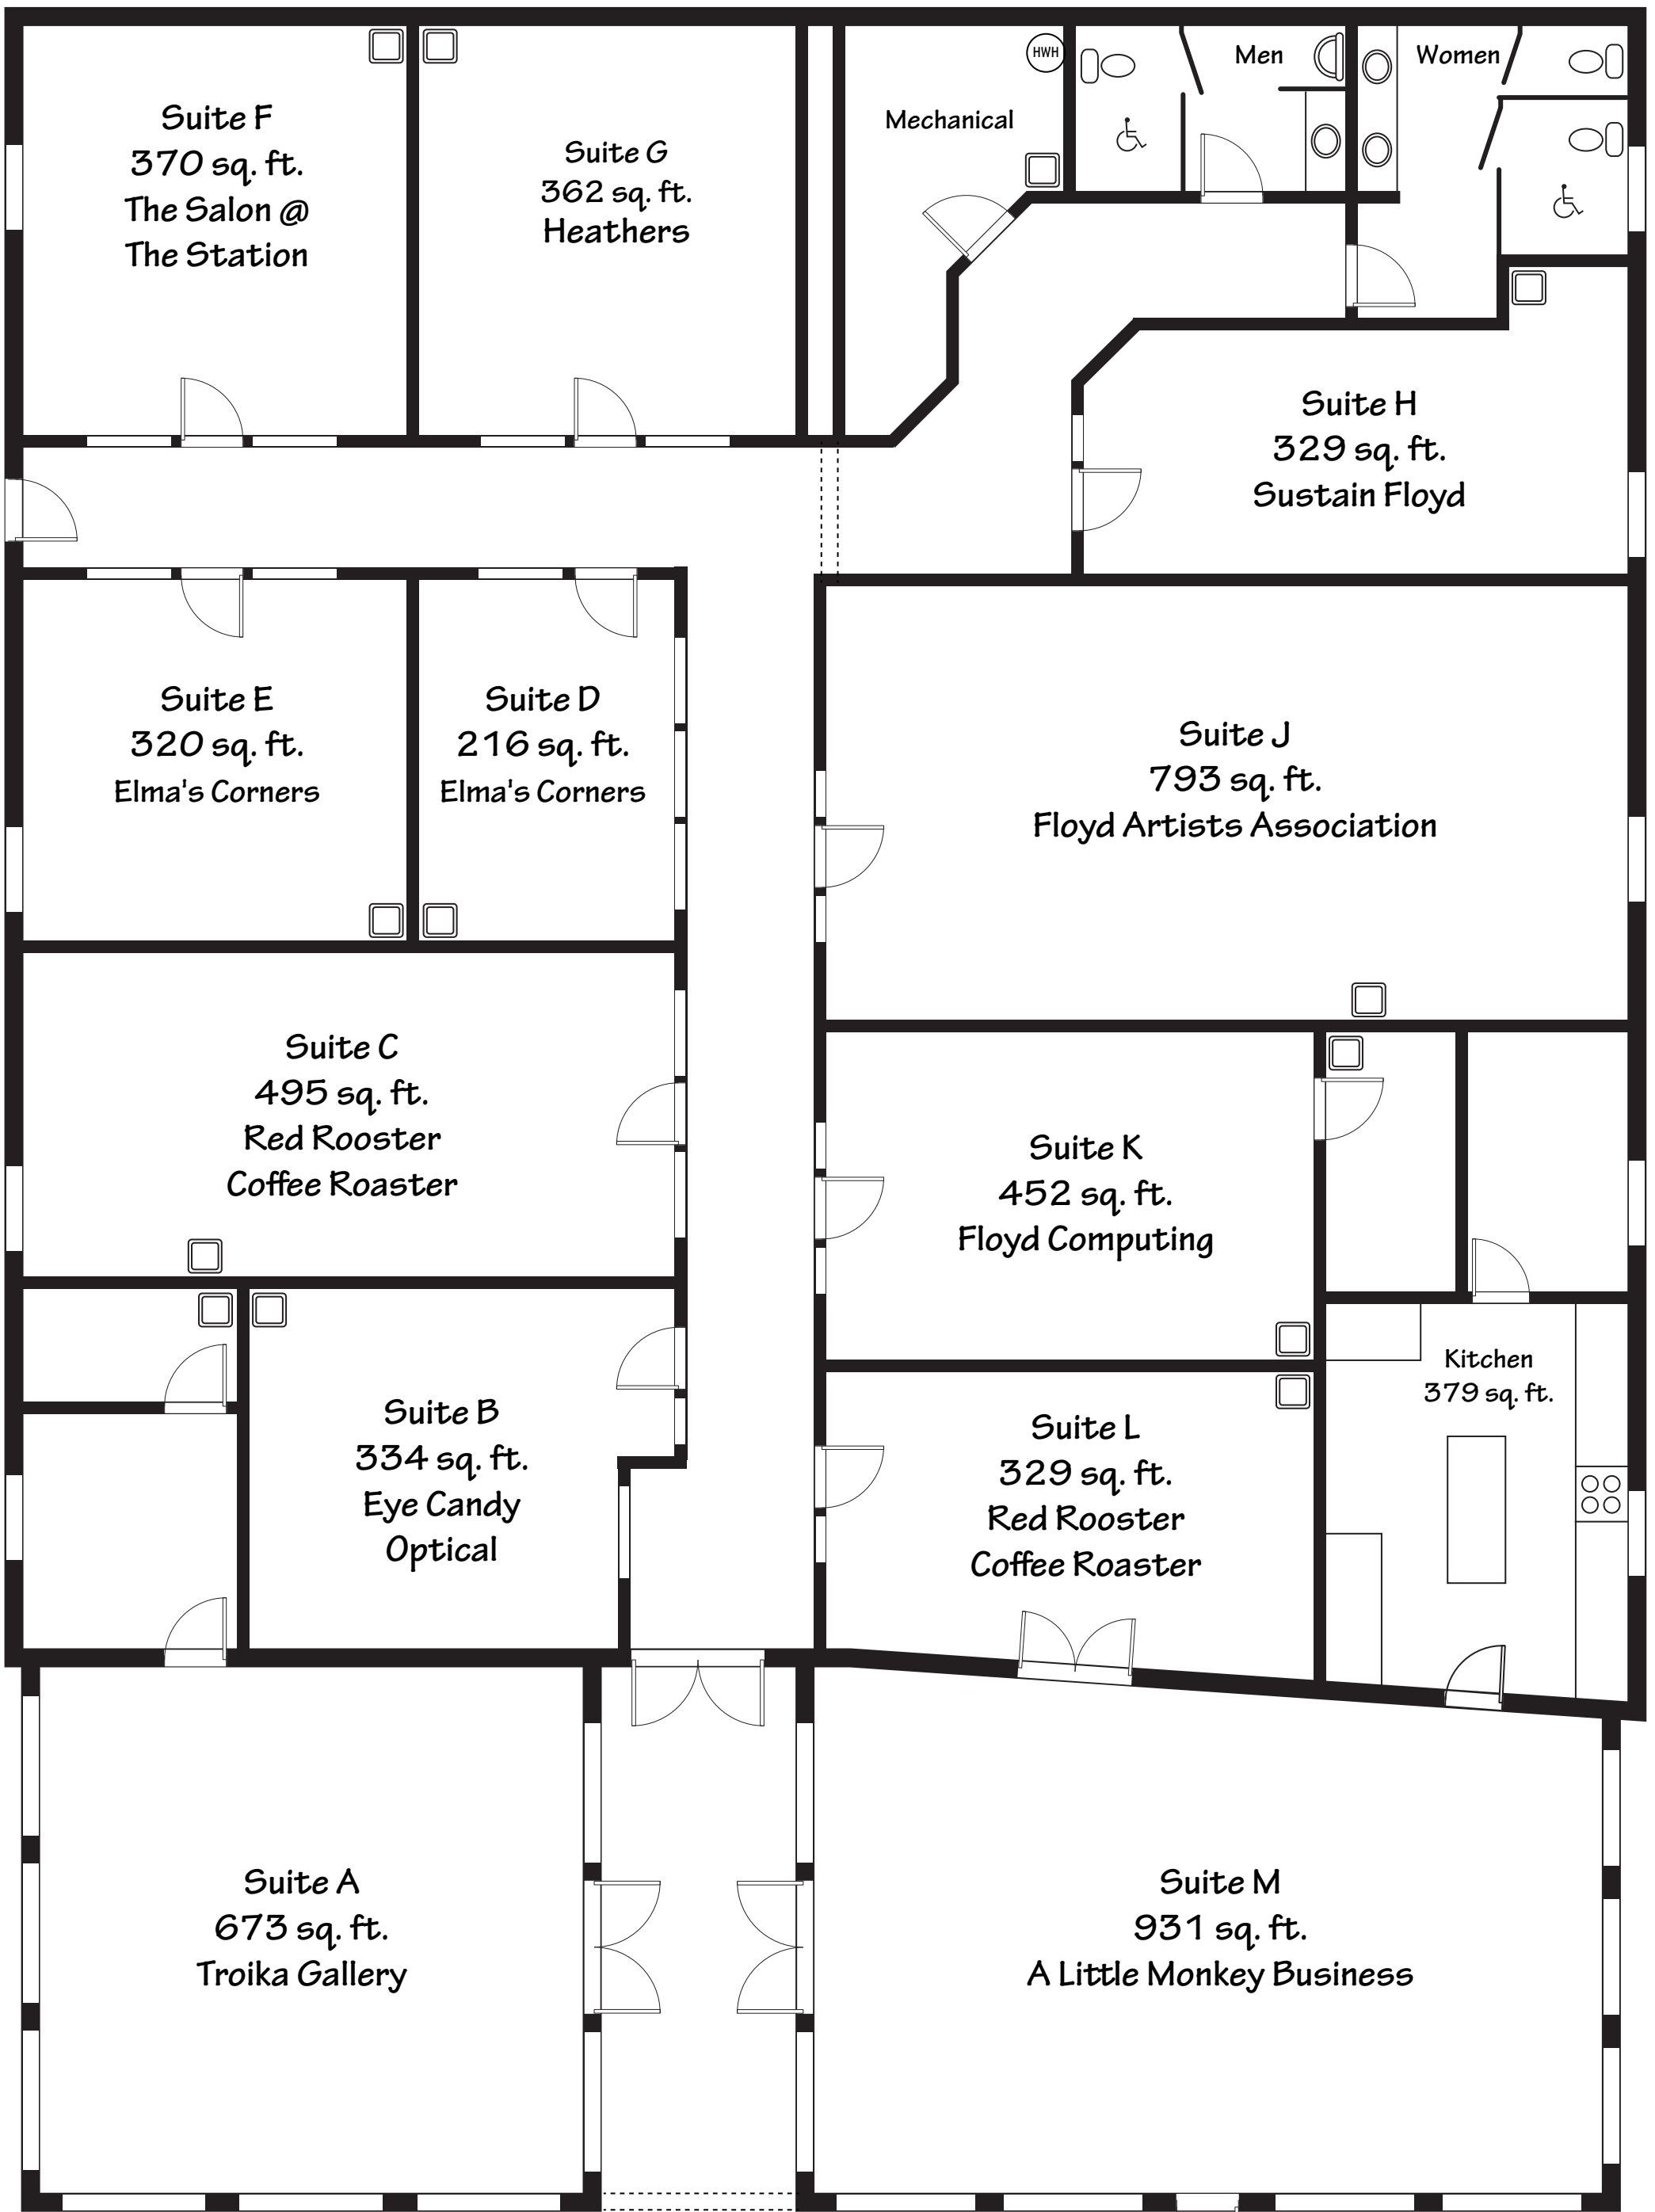 Suite F
370 sq. ft.
The Salon @
The Station
Suite G
362 sq. ft.
Heathers
Mechanical
HWH
Men
Women
Suite H
329 sq. ft.
Sustain Floyd
Suite E
320 sq. ft.
Elma's Corners
Suite D
216 sq. ft.
Elma's Corners
Suite J
793 sq. ft.
Floyd Artists Association
Suite C
495 sq. ft.
Red Rooster
Coffee Roaster
Suite K
452 sq. ft.
Floyd Computing
Suite B
334 sq. ft.
Eye Candy
Optical
Suite L
329 sq. ft.
Red Rooster
Coffee Roaster
Kitchen
379 sq. ft.
Suite A
673 sq. ft.
Troika Gallery
Suite M
931 sq. ft.
A Little Monkey Business